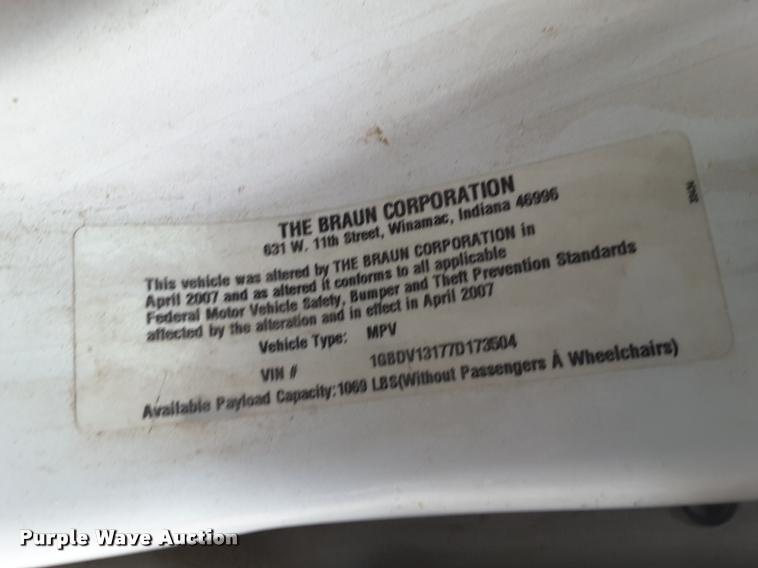 THE BRAUN CORPORATION
631 W. 11th Street, Winamac, Indiana 46996
This vehicle was altered by THE BRAUN CORPORATION in
April 2007 and as altered it conforms to all applicable
Federal Motor Vehicle Safety, Bumper and Theft Prevention Standards
affected by the alteration and in effect in April 2007
Vehicle Type: MPV
VIN # 1GBDV13177D173504
Available Payload Capacity:1069 LBS(Without Passengers À Wheelchairs)
Purple Wave Auction